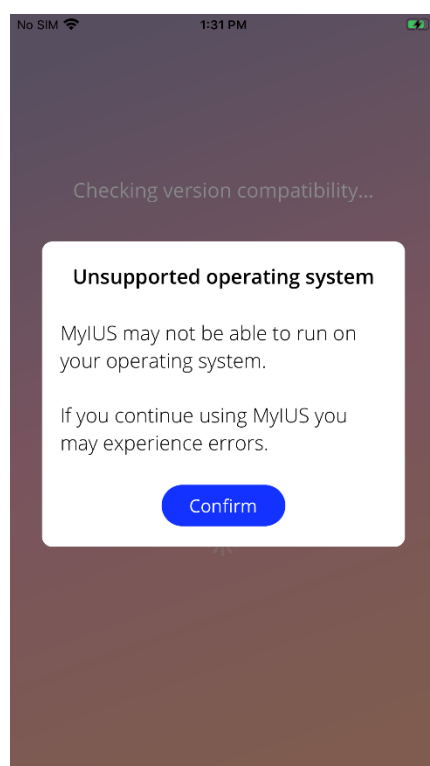 No SIM 1:31 PM
Checking version compatibility...
Unsupported operating system
MyIUS may not be able to run on
your operating system.
If you continue using MyIUS you
may experience errors.
Confirm